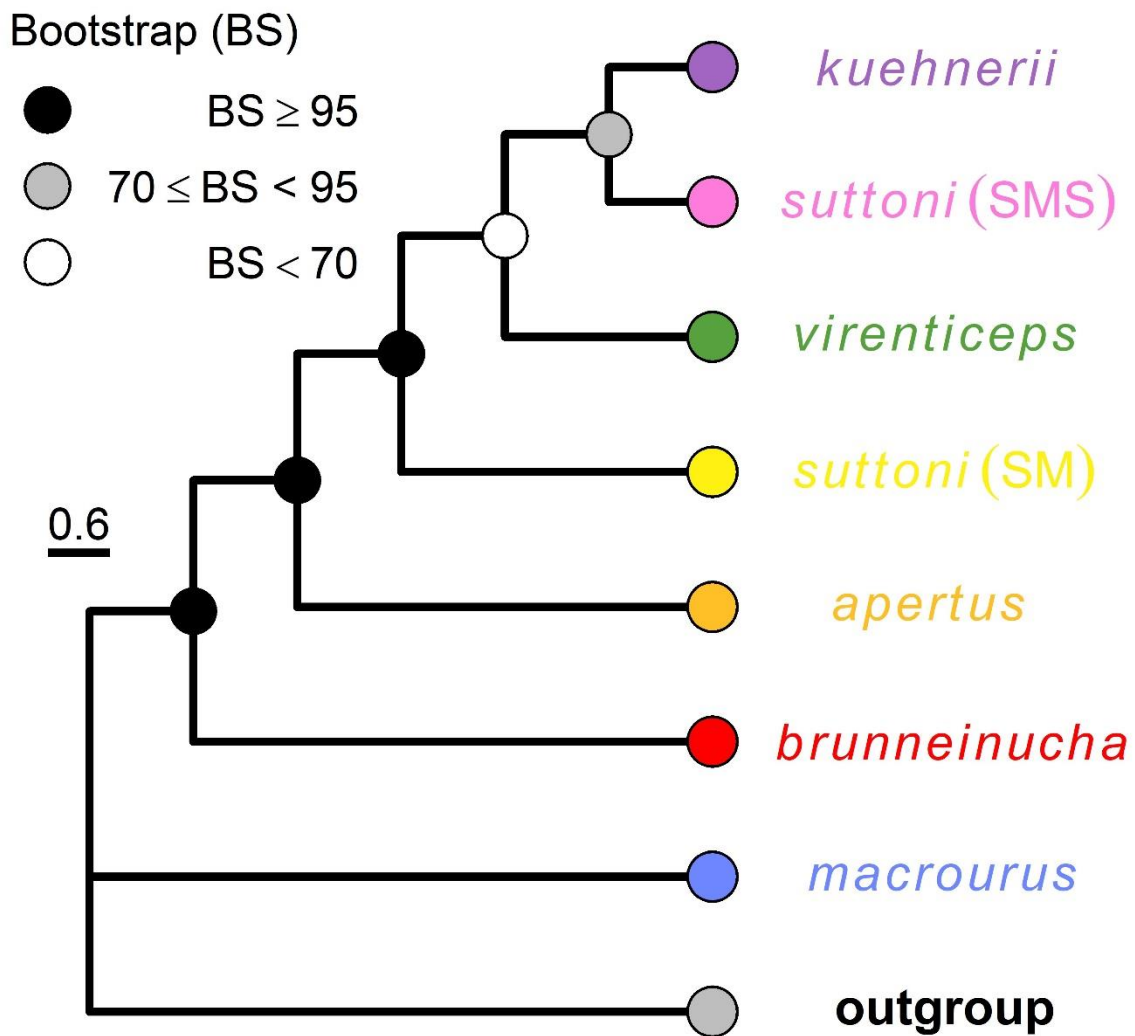 Bootstrap (BS)
BS ≥ 95
70 ≤ BS < 95
BS < 70
kuehnerii
suttoni (SMS)
virenticeps
suttoni (SM)
0.6
apertus
brunneinucha
macrourus
outgroup